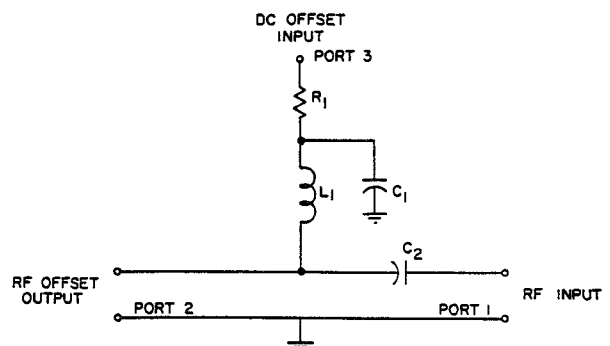 DC OFFSET
INPUT
PORT 3
R1
L1
C1
C2
RF OFFSET
OUTPUT
PORT 2
PORT 1
RF INPUT